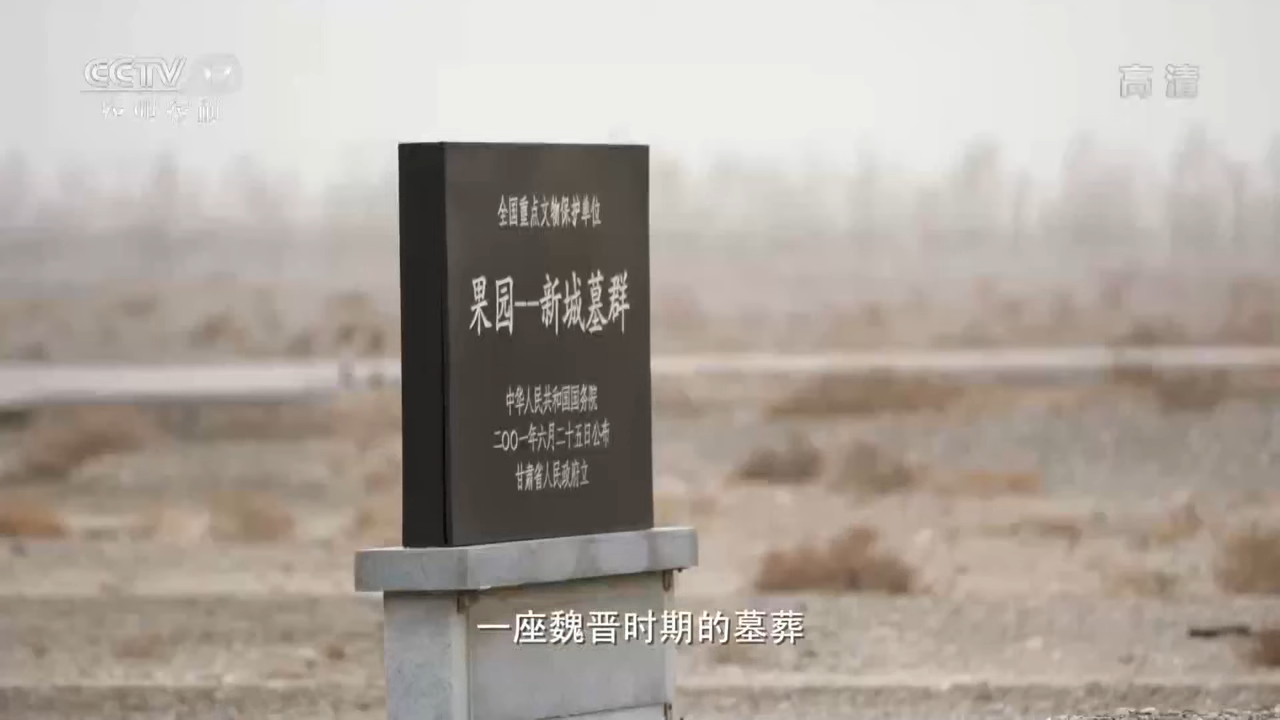 CCTV
高清
全国重点文物保护单位
果园--新城墓群
中华人民共和国国务院
二〇〇一年六月二十五日公布
甘肃省人民政府立
一座魏晋时期的墓葬